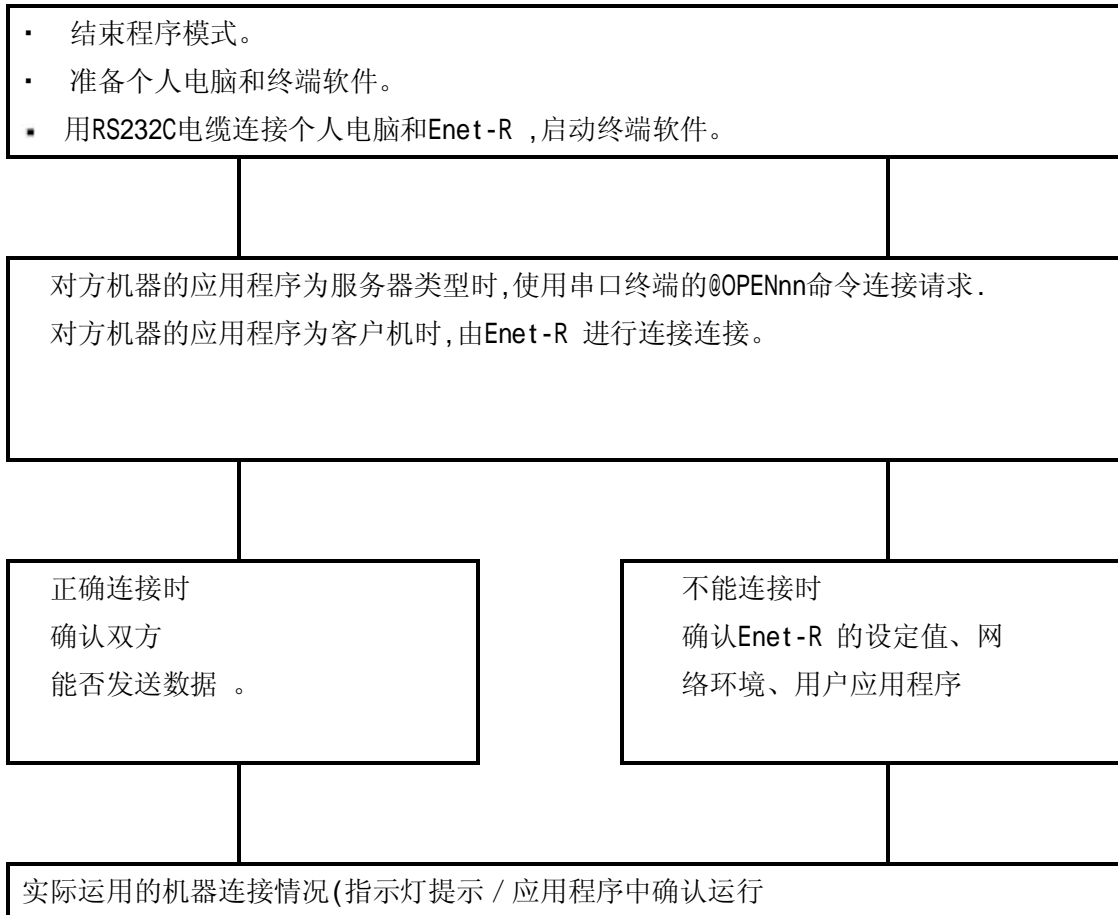 ▪ 结束程序模式。
▪ 准备个人电脑和终端软件。
▪ 用RS232C电缆连接个人电脑和Enet-R ,启动终端软件。
对方机器的应用程序为服务器类型时,使用串口终端的@OPENnn命令连接请求.
对方机器的应用程序为客户机时,由Enet-R 进行连接连接。
正确连接时
确认双方
能否发送数据 。
不能连接时
确认Enet-R 的设定值、网
络环境、用户应用程序
实际运用的机器连接情况(指示灯提示／应用程序中确认运行